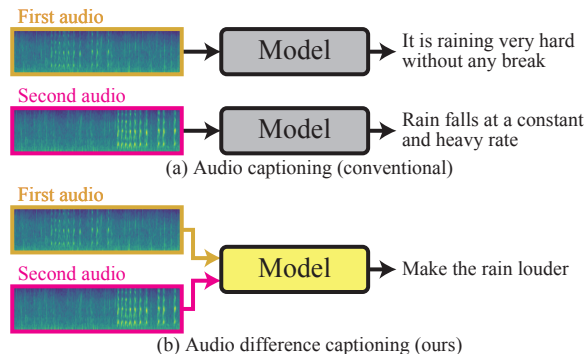 First audio
Model
It is raining very hard
without any break
Second audio
Model
Rain falls at a constant
and heavy rate
(a) Audio captioning (conventional)
First audio
Second audio
Model
Make the rain louder
(b) Audio difference captioning (ours)